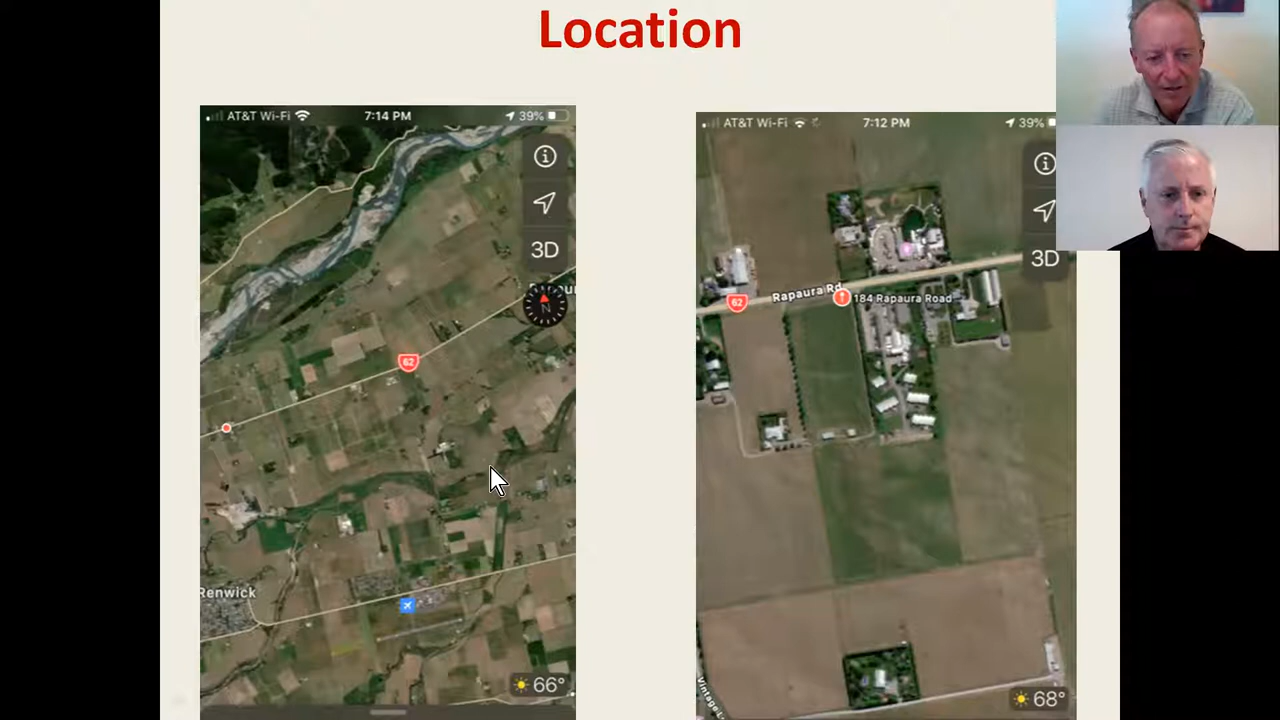 Location
AT&T Wi-Fi
7:14 PM
39%
3D
N
62
Renwick
66°
AT&T Wi-Fi
7:12 PM
39%
3D
62
Rapaura Rd
184 Rapaura Road
68°